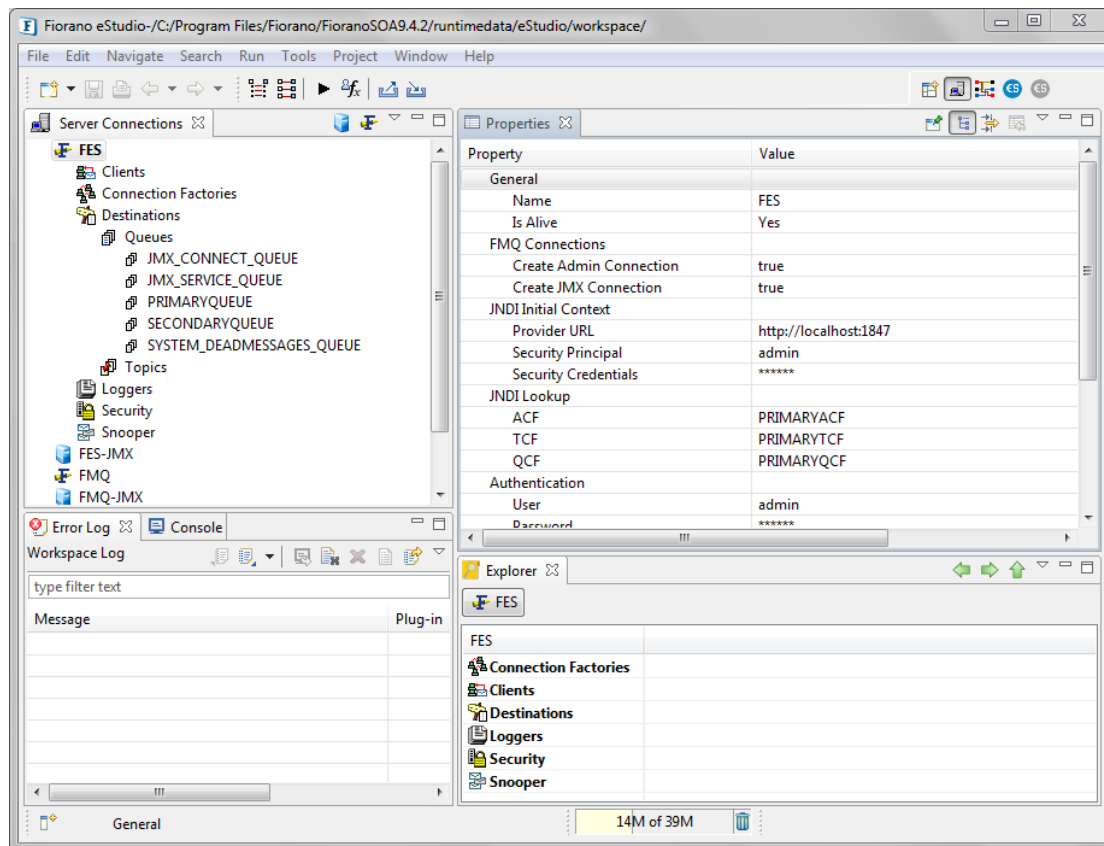 Fiorano eStudio-/C:/Program Files/Fiorano/FioranoSOA9.4.2/runtimedata/eStudio/workspace/
File Edit Navigate Search Run Tools Project Window Help
Server Connections
FES
Clients
Connection Factories
Destinations
Queues
JMX_CONNECT_QUEUE
JMX_SERVICE_QUEUE
PRIMARYQUEUE
SECONDARYQUEUE
SYSTEM_DEADMESSAGES_QUEUE
Topics
Loggers
Security
Snooper
FES-JMX
FMQ
FMQ-JMX
Properties
Property Value
General
Name FES
Is Alive Yes
FMQ Connections
Create Admin Connection true
Create JMX Connection true
JNDI Initial Context
Provider URL http://localhost:1847
Security Principal admin
Security Credentials ******
JNDI Lookup
ACF PRIMARYACF
TCF PRIMARYTCF
QCF PRIMARYQCF
Authentication
User admin
Password ******
Error Log Console
Workspace Log
type filter text
Message Plug-in
Explorer
FES
FES
Connection Factories
Clients
Destinations
Loggers
Security
Snooper
General
14M of 39M